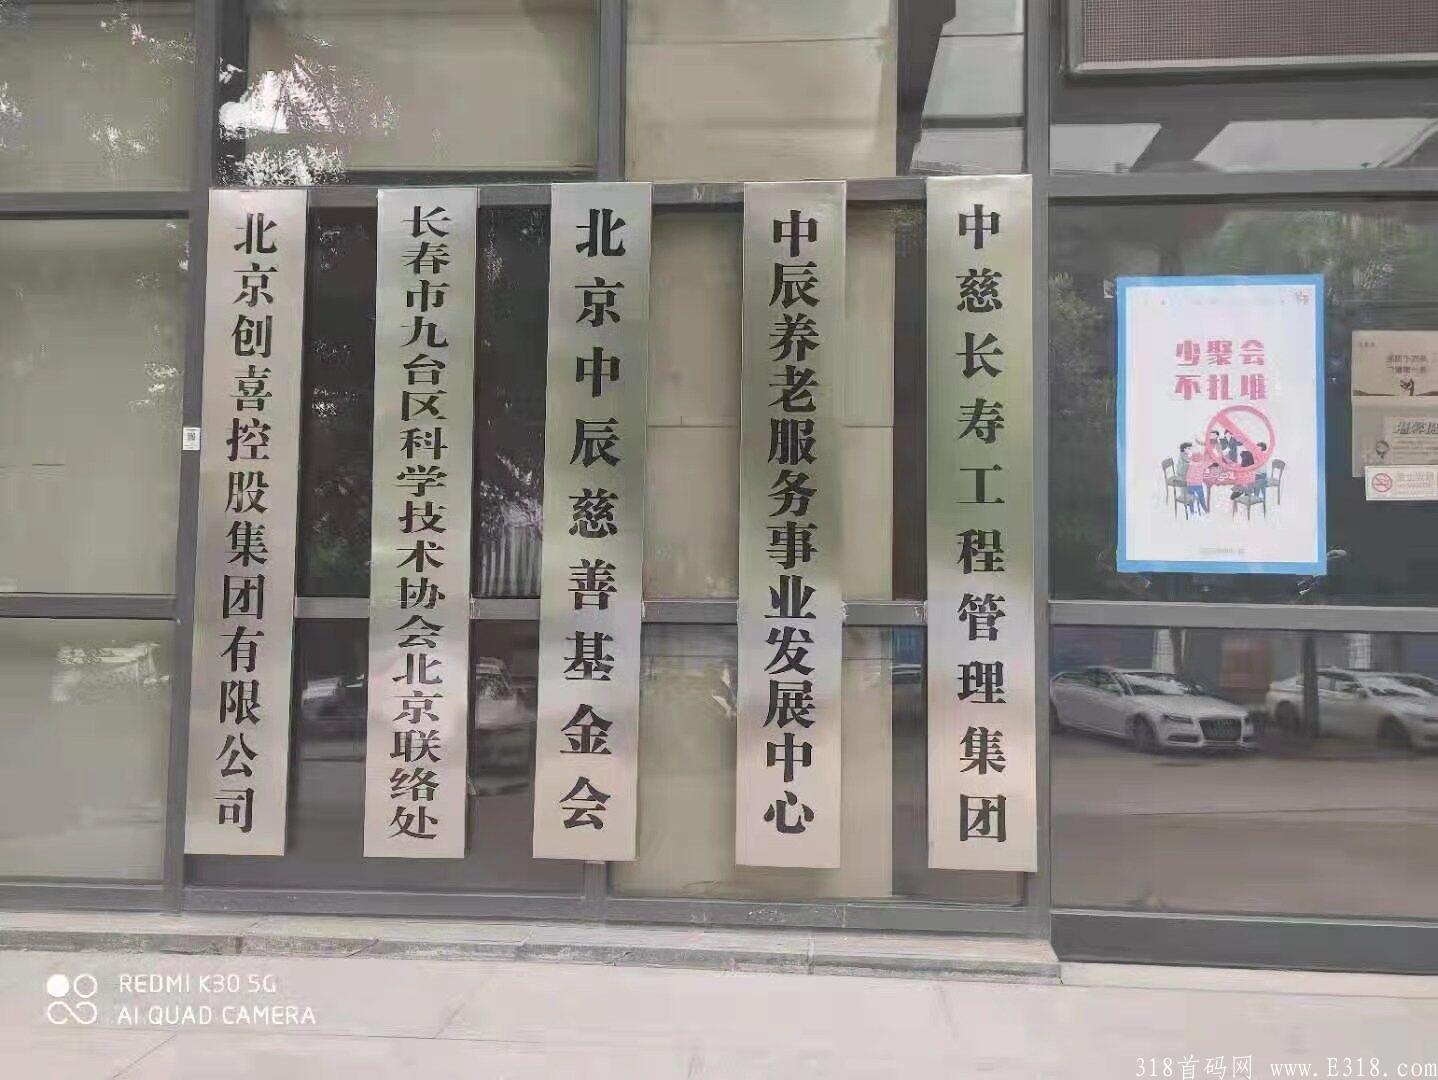 北京创喜控股集团有限公司
长春市九台区科学技术协会北京联络处
北京中辰慈善基金会
中辰养老服务事业发展中心
中慈长寿工程管理集团
少聚会
不扎堆
REDMI K30 5G
AI QUAD CAMERA
318首码网 www.E318.com